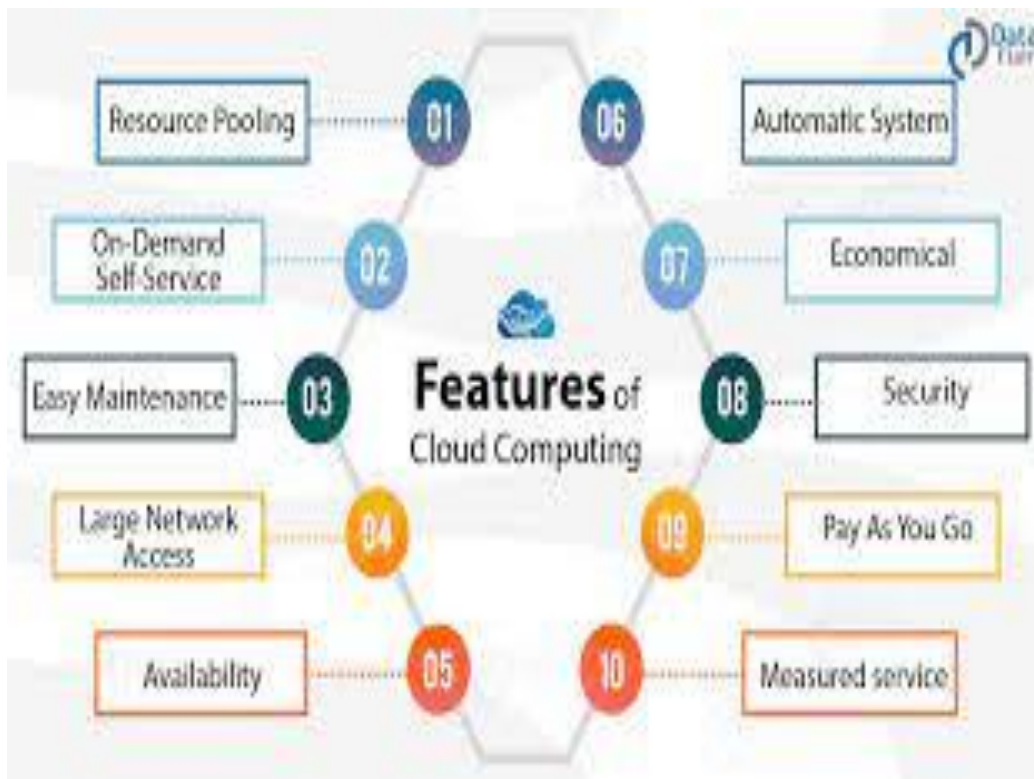 Data
01
Resource Pooling
02
On-Demand
Self-Service
03
Easy Maintenance
04
Large Network
Access
05
Availability
Features of
Cloud Computing
06
Automatic System
07
Economical
08
Security
09
Pay As You Go
10
Measured service